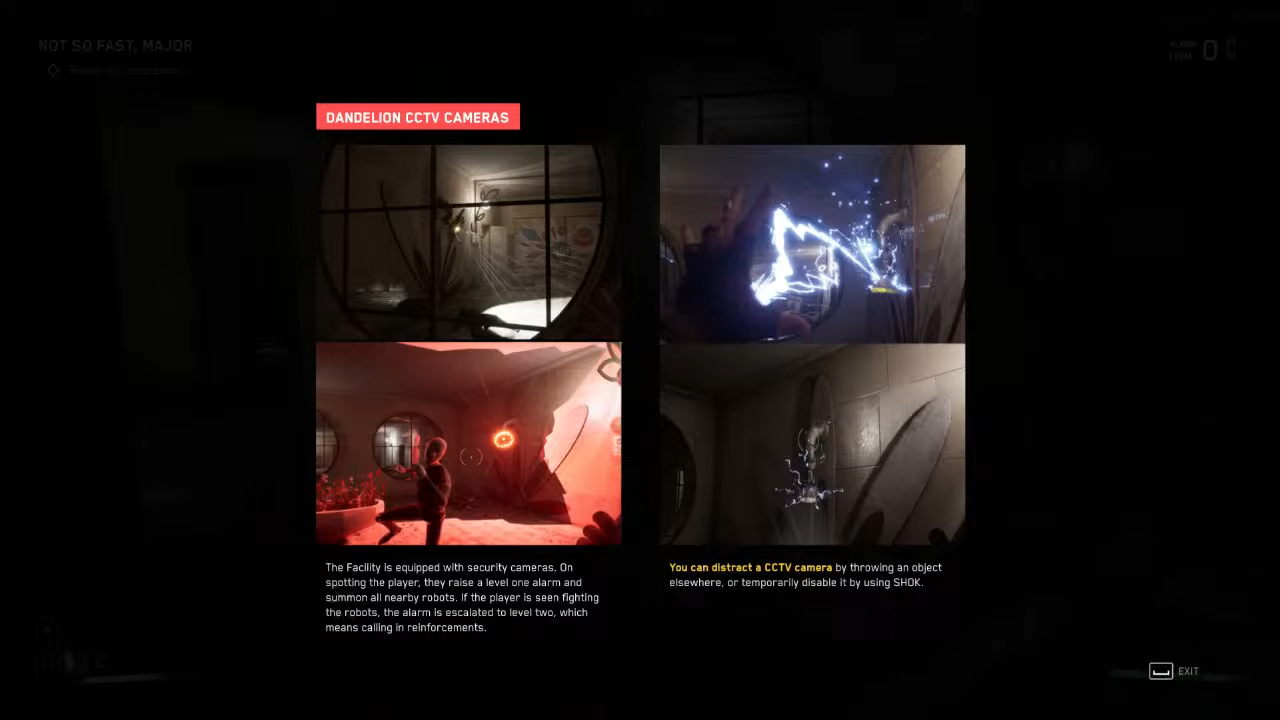 NOT SO FAST, MAJOR
ALARM
LEVEL
0
DANDELION CCTV CAMERAS
The Facility is equipped with security cameras. On
spotting the player, they raise a level one alarm and
summon all nearby robots. If the player is seen fighting
the robots, the alarm is escalated to level two, which
means calling in reinforcements.
You can distract a CCTV camera by throwing an object
elsewhere, or temporarily disable it by using SHOK.
EXIT